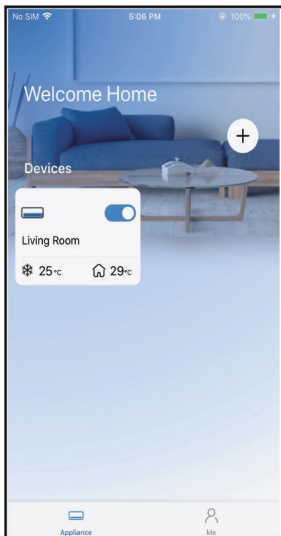 No SIM 5:06 PM 100%
Welcome Home
+
Devices
Living Room
25°C 29°C
Appliance Me